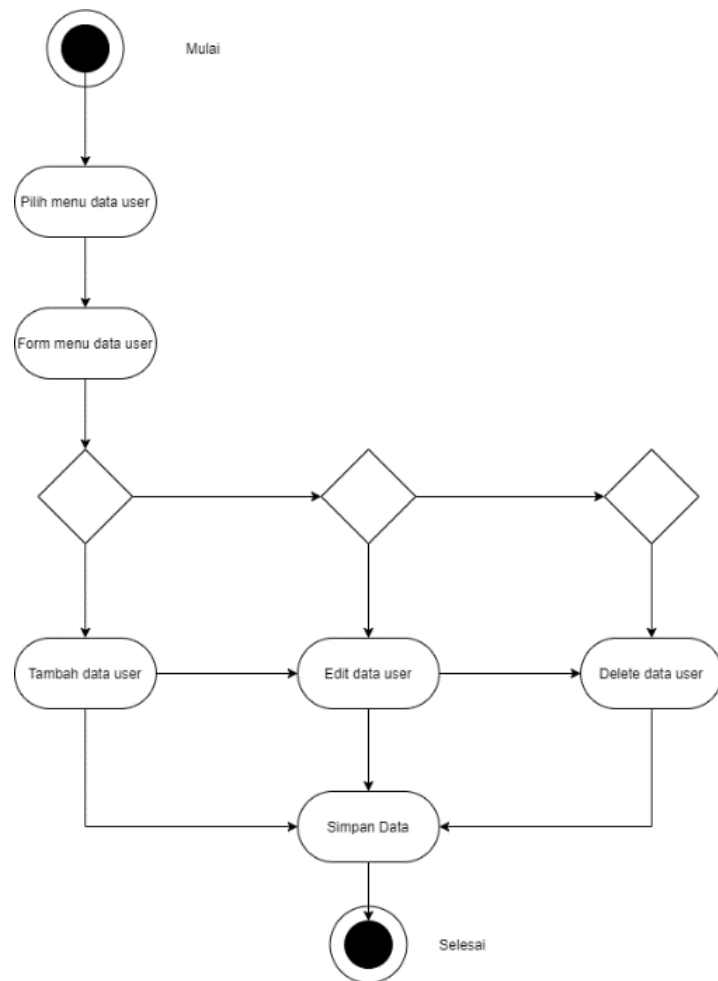 Mulai
Pilih menu data user
Form menu data user
Tambah data user
Edit data user
Delete data user
Simpan Data
Selesai